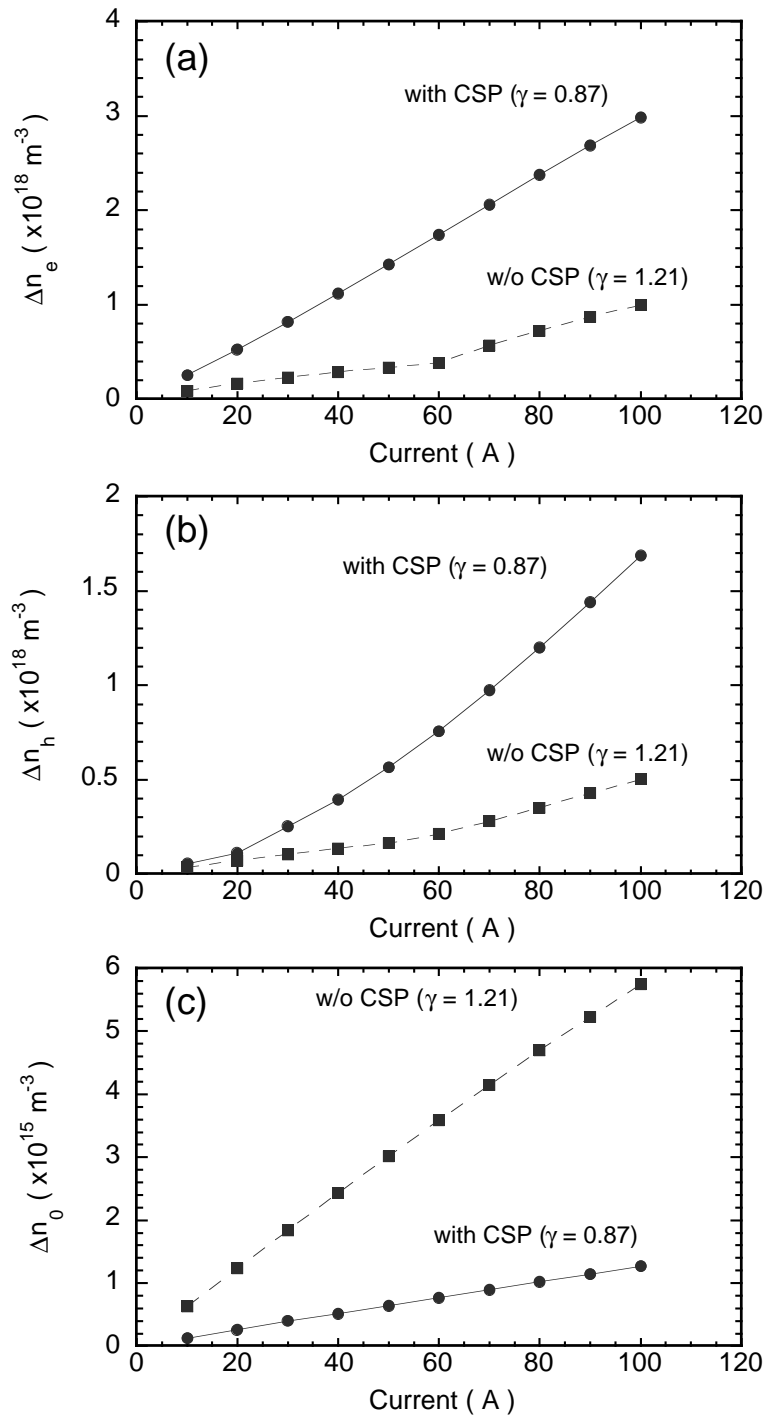 (a)
4
3
2
1
0
with CSP (γ = 0.87)
w/o CSP (γ = 1.21)
Δn_e ( x10^18 m^-3 )
0 20 40 60 80 100 120
Current ( A )
(b)
2
1.5
1
0.5
0
with CSP (γ = 0.87)
w/o CSP (γ = 1.21)
Δn_h ( x10^18 m^-3 )
0 20 40 60 80 100 120
Current ( A )
(c)
6
5
4
3
2
1
0
w/o CSP (γ = 1.21)
with CSP (γ = 0.87)
Δn_0 ( x10^15 m^-3 )
0 20 40 60 80 100 120
Current ( A )